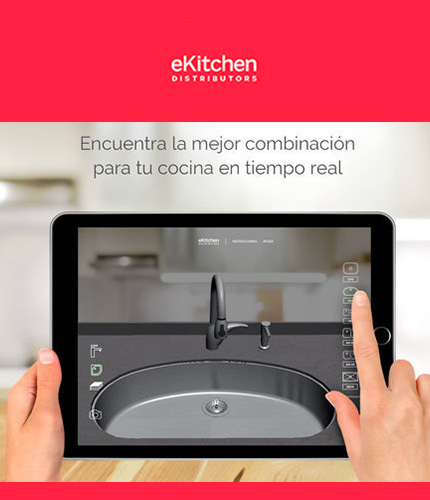 eKitchen
DISTRIBUTORS
Encuentra la mejor combinación
para tu cocina en tiempo real
eKitchen